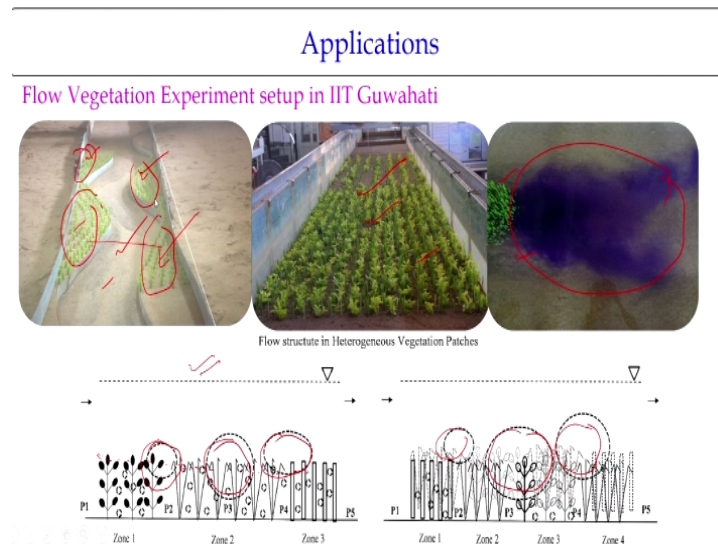 Applications
Flow Vegetation Experiment setup in IIT Guwahati
Flow structute in Heterogeneous Vegetation Patches
P1 P2 P3 P4 P5
Zone 1 Zone 2 Zone 3
P1 P2 P3 P4 P5
Zone 1 Zone 2 Zone 3 Zone 4